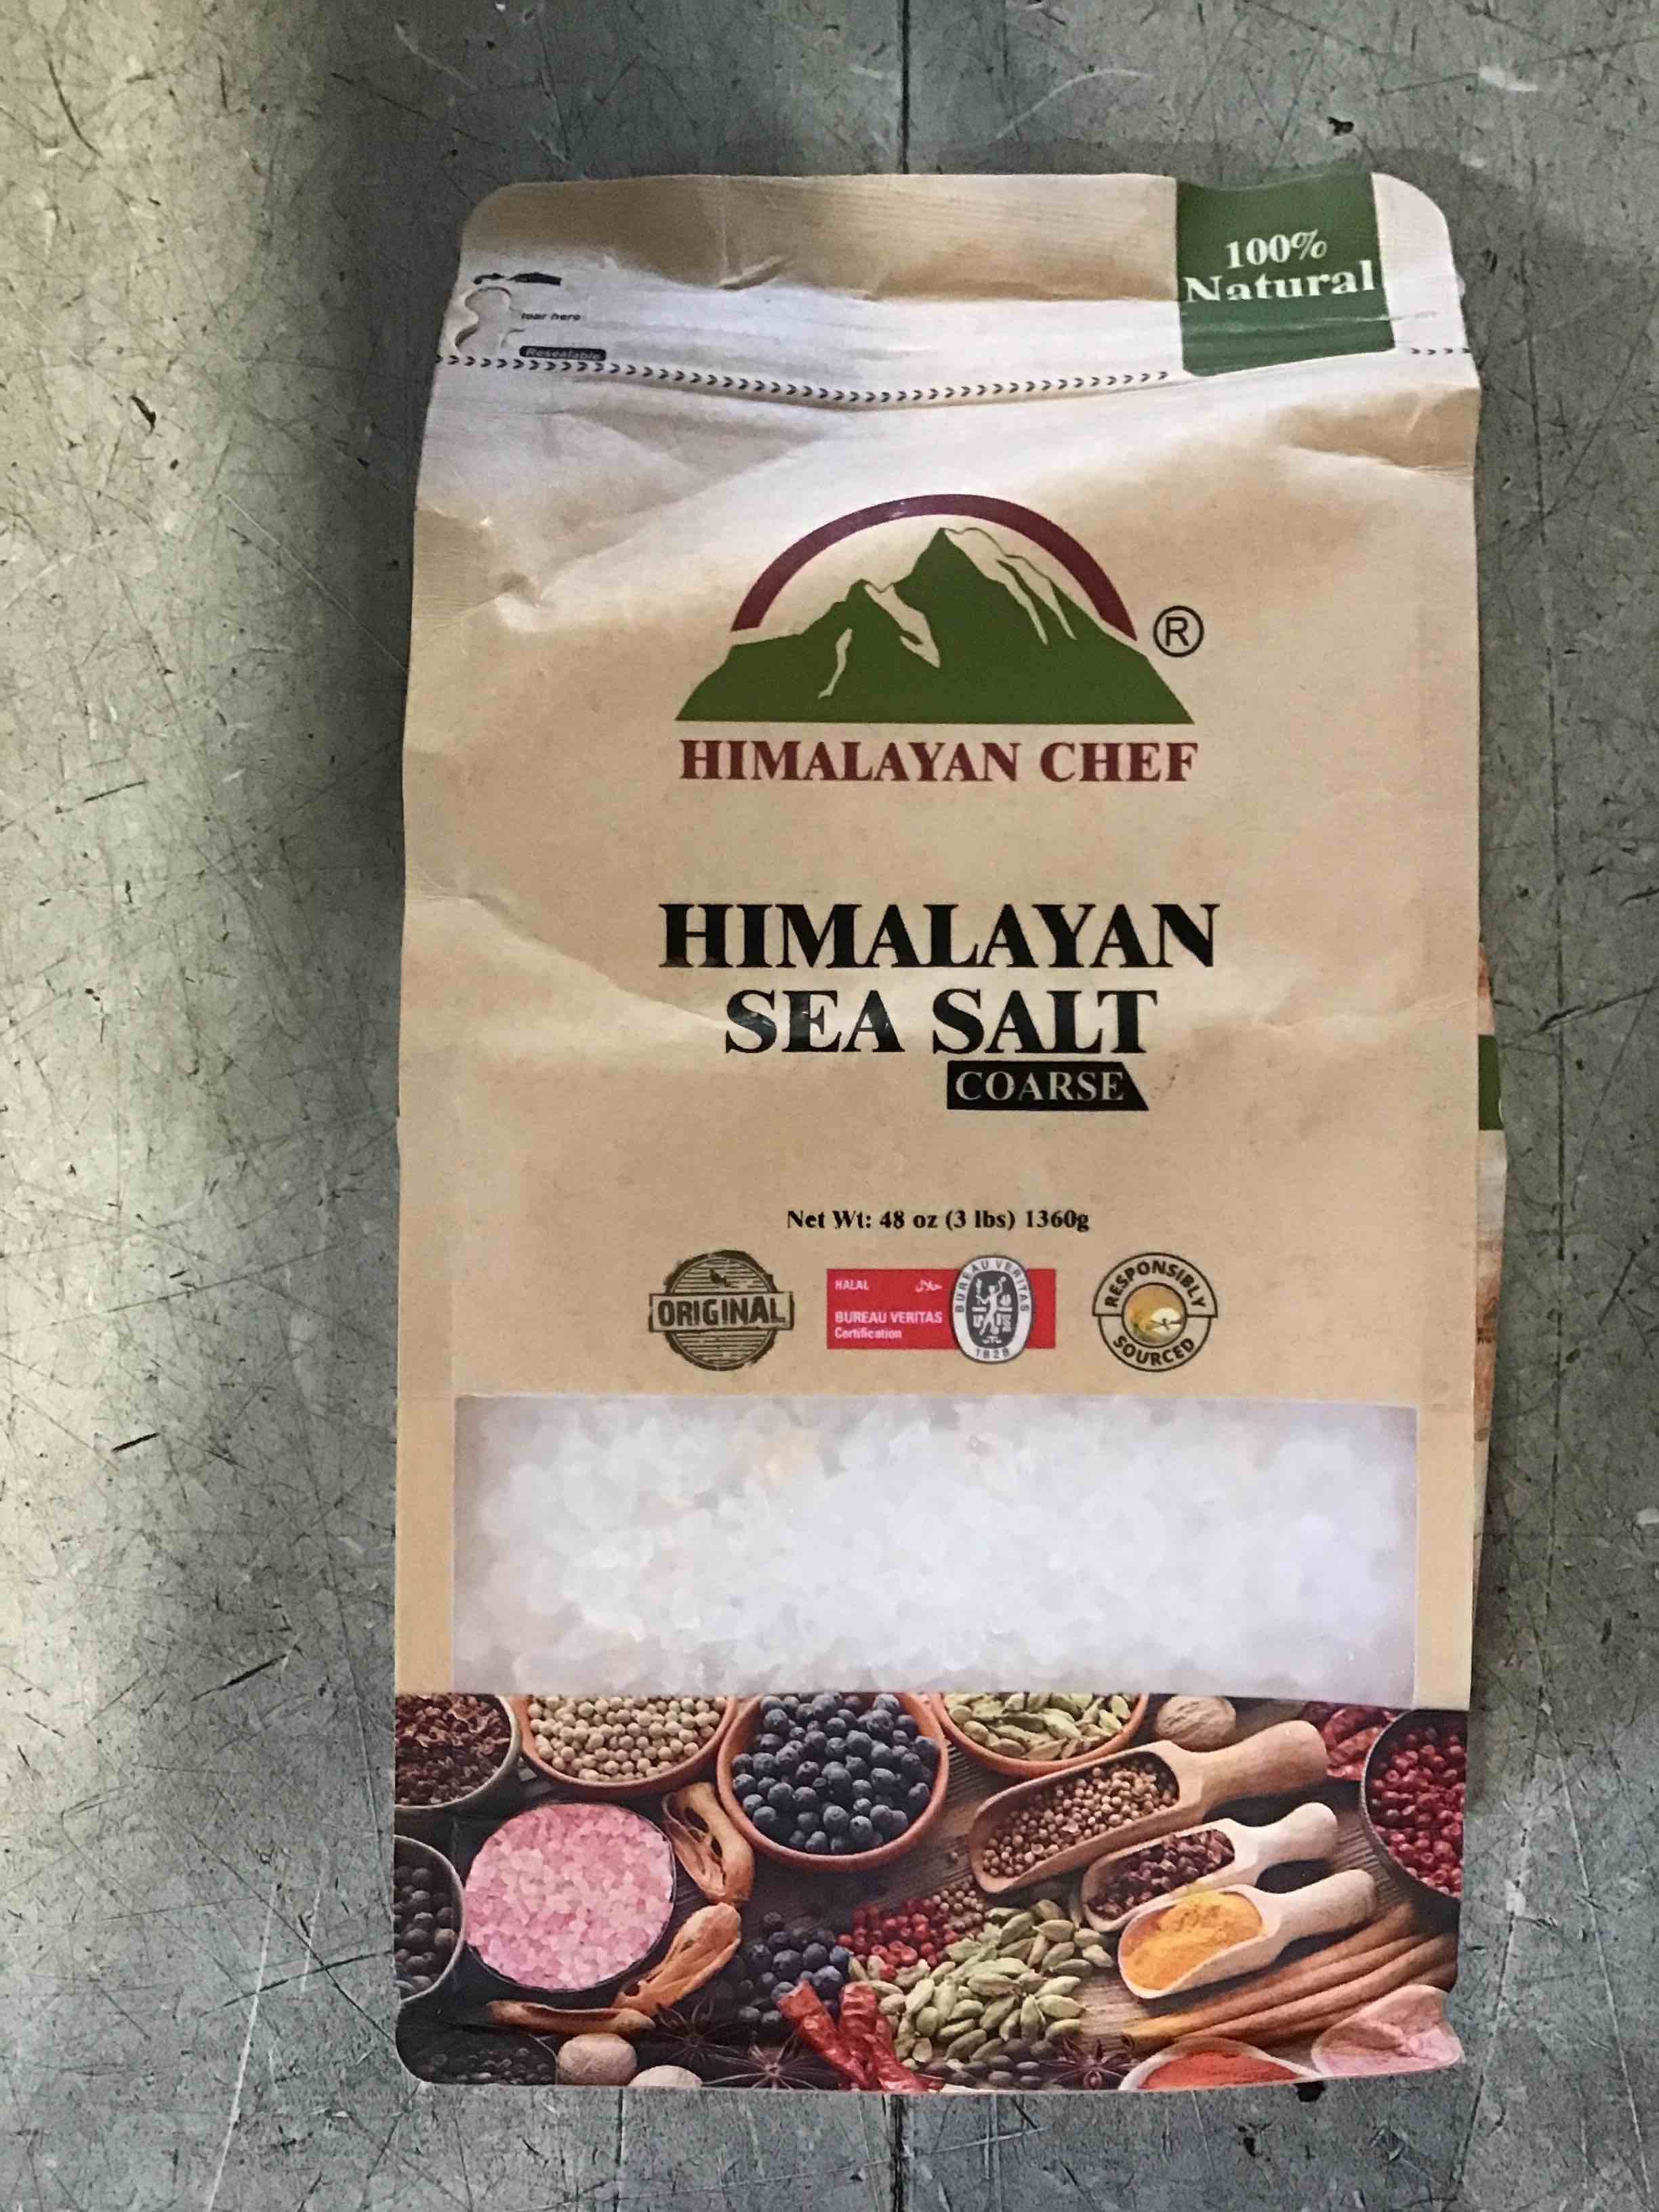 100%
Natural
Tear here
Resealable
®
HIMALAYAN CHEF
HIMALAYAN
SEA SALT
COARSE
Net Wt: 48 oz (3 lbs) 1360g
ORIGINAL
HALAL حلال
BUREAU VERITAS
Certification
BUREAU VERITAS
1828
RESPONSIBLY
SOURCED